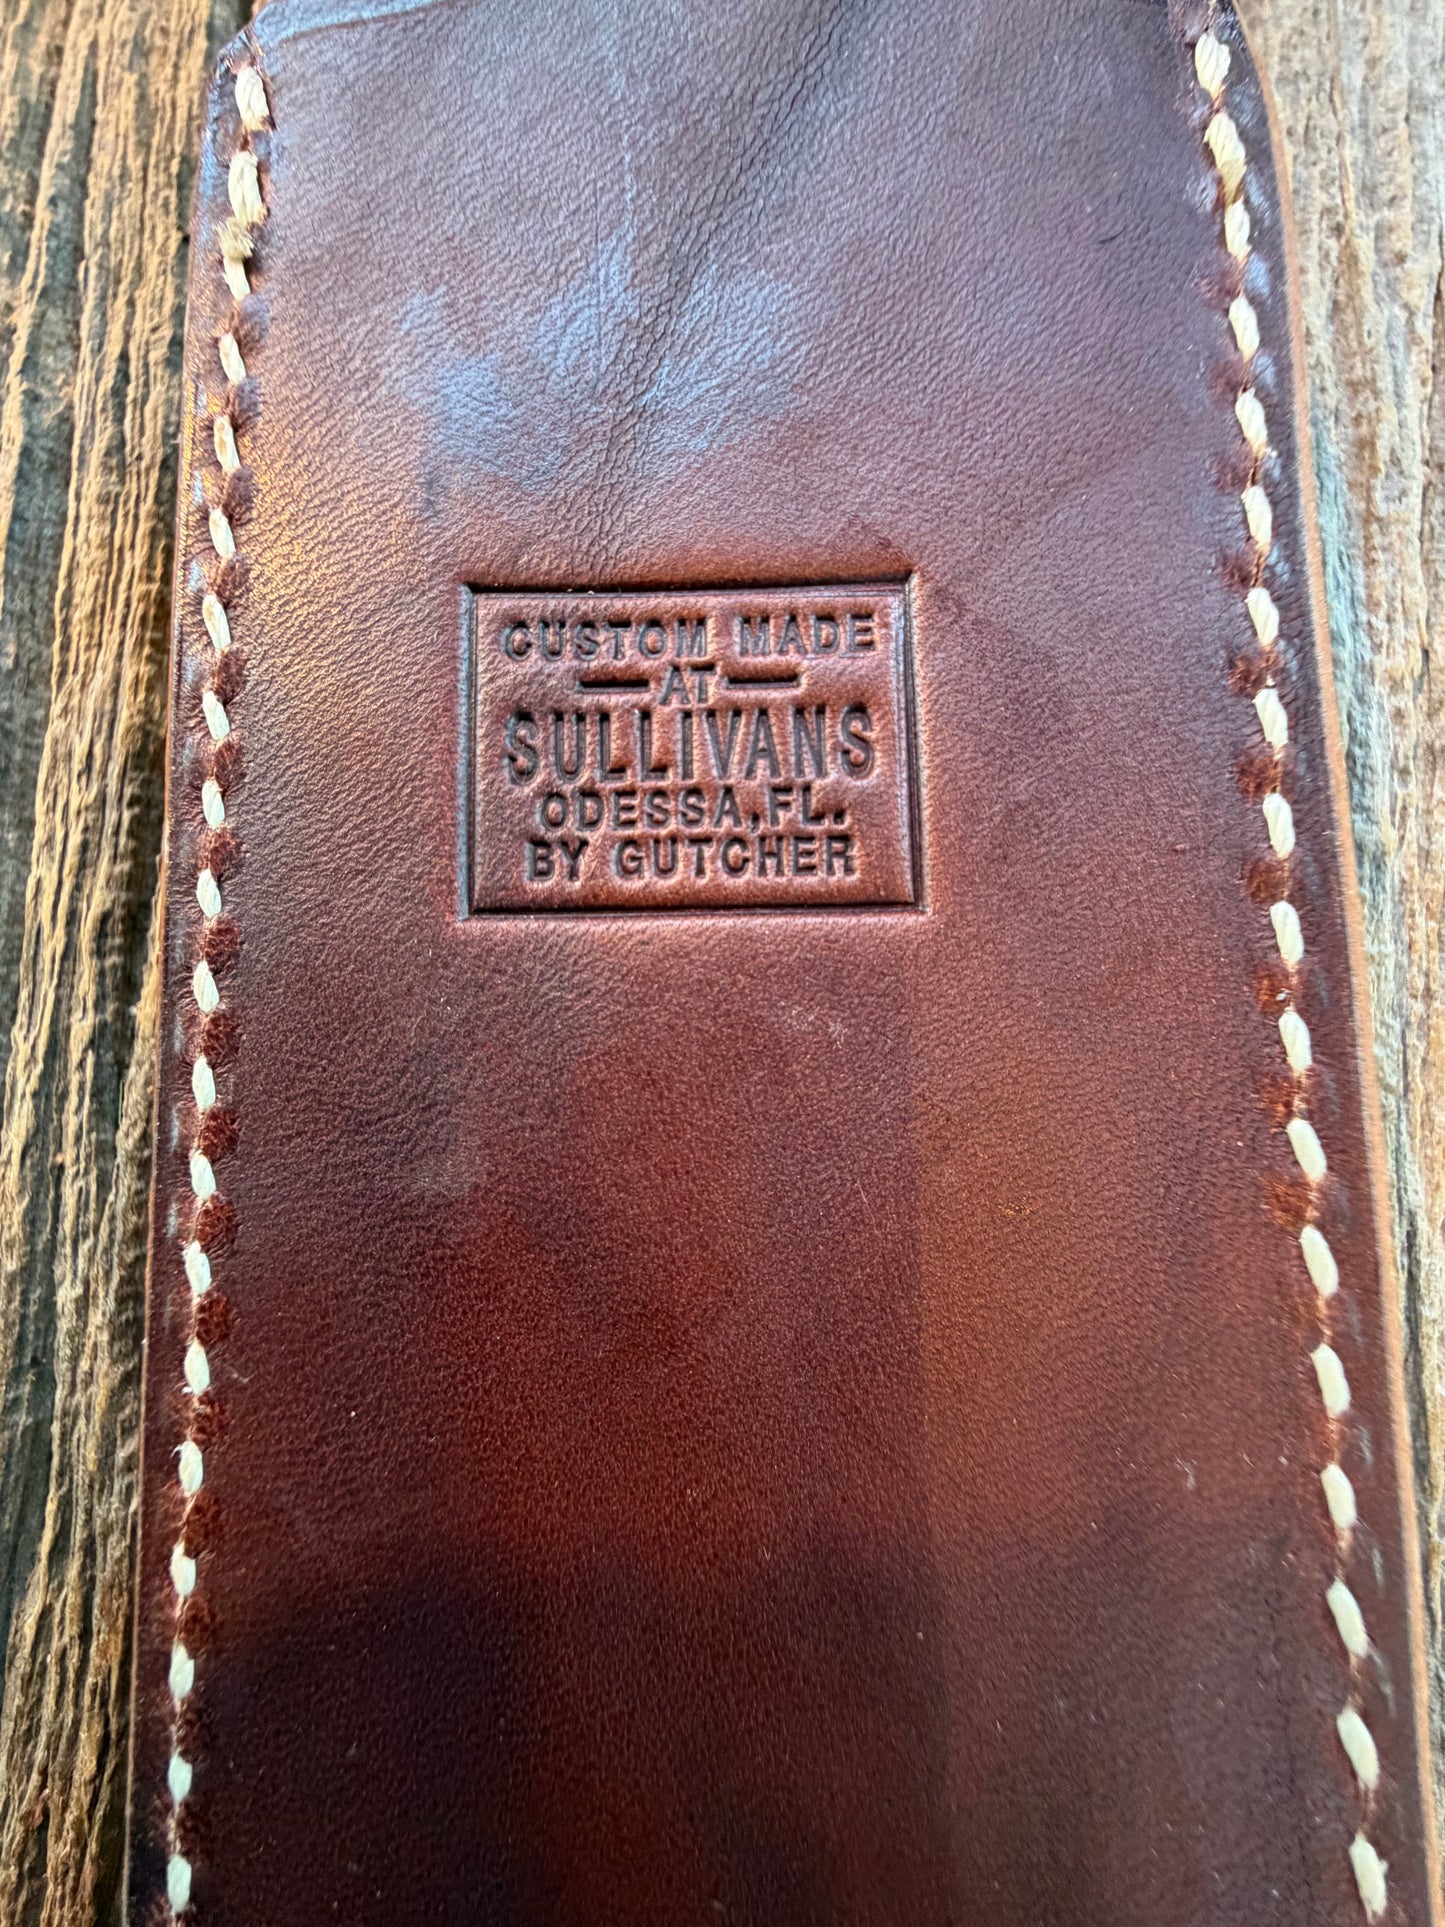 CUSTOM MADE
— AT —
SULLIVANS
ODESSA, FL.
BY GUTCHER